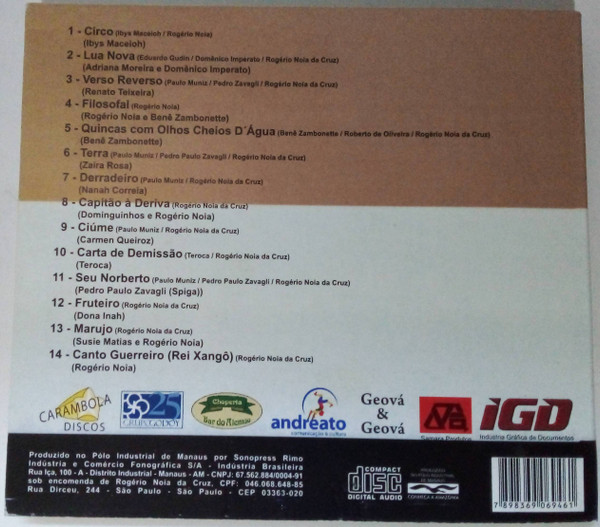 1 - Circo (Ibys Maceioh / Rogério Noia)
(Ibys Maceioh)
2 - Lua Nova (Eduardo Gudin / Domênico Imperato / Rogério Noia da Cruz)
(Adriana Moreira e Domênico Imperato)
3 - Verso Reverso (Paulo Muniz / Pedro Zavagli / Rogério Noia da Cruz)
(Renato Teixeira)
4 - Filosofal (Rogério Noia)
(Rogério Noia e Benê Zambonette)
5 - Quincas com Olhos Cheios D´Água (Benê Zambonette / Roberto de Oliveira / Rogério Noia da Cruz)
(Benê Zambonette)
6 - Terra (Paulo Muniz / Pedro Paulo Zavagli / Rogério Noia da Cruz)
(Zaira Rosa)
7 - Derradeiro (Paulo Muniz / Rogério Noia da Cruz)
(Nanah Correia)
8 - Capitão à Deriva (Rogério Noia da Cruz)
(Dominguinhos e Rogério Noia)
9 - Ciúme (Paulo Muniz / Rogério Noia da Cruz)
(Carmen Queiroz)
10 - Carta de Demissão (Teroca / Rogério Noia da Cruz)
(Teroca)
11 - Seu Norberto (Paulo Muniz / Pedro Paulo Zavagli / Rogério Noia da Cruz)
(Pedro Paulo Zavagli (Spiga))
12 - Fruteiro (Rogério Noia da Cruz)
(Dona Inah)
13 - Marujo (Rogério Noia da Cruz)
(Susie Matias e Rogério Noia)
14 - Canto Guerreiro (Rei Xangô) (Rogério Noia da Cruz)
(Rogério Noia)
CARAMBOLA
DISCOS
25
GRUPO GODOY
Choperia
Bar do Alemão
andreato
comunicação & cultura
Geová
&
Geová
Samara Produtos
IGD
Indústria Gráfica de Documentos
Produzido no Pólo Industrial de Manaus por Sonopress Rimo
Indústria e Comércio Fonográfica S/A - Indústria Brasileira
Rua Iça, 100 - A - Distrito Industrial - Manaus - AM - CNPJ: 67.562.884/0004-91
sob encomenda de Rogério Noia da Cruz, CPF: 046.068.648-85
Rua Dirceu, 244 - São Paulo - São Paulo - CEP 03363-020
COMPACT
disc
DIGITAL AUDIO
CONHEÇA A AMAZÔNIA
7 898369 069461